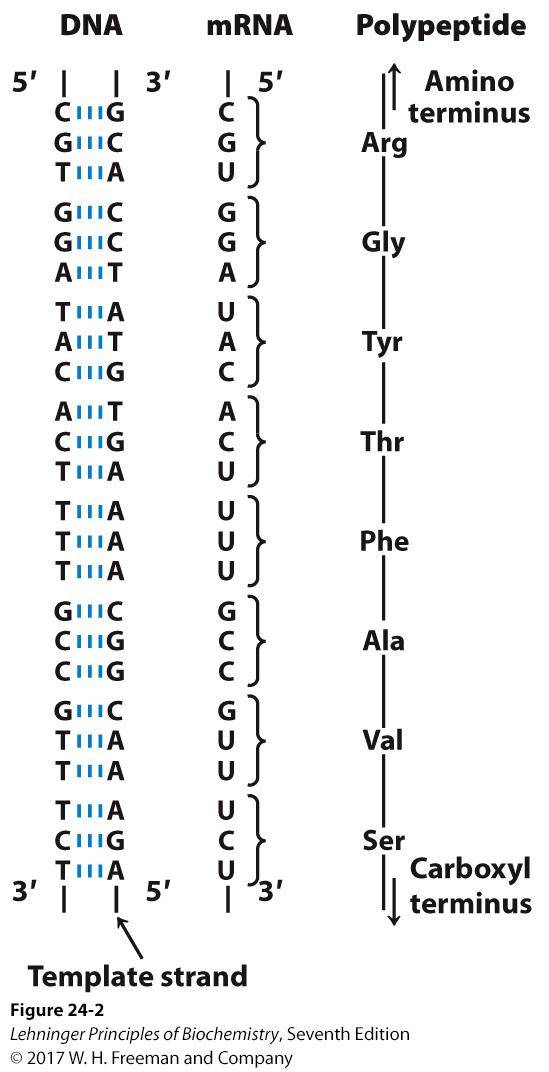 DNA mRNA Polypeptide
5′ 3′ 5′ Amino
C G C terminus
G C G Arg
T A U
G C G
G C G Gly
A T A
T A U
A T A Tyr
C G C
A T A
C G C Thr
T A U
T A U
T A U Phe
T A U
G C G
C G C Ala
C G C
G C G
T A U Val
T A U
T A U
C G C Ser
T A U Carboxyl
3′ 5′ 3′ terminus
Template strand
Figure 24-2
Lehninger Principles of Biochemistry, Seventh Edition
© 2017 W. H. Freeman and Company